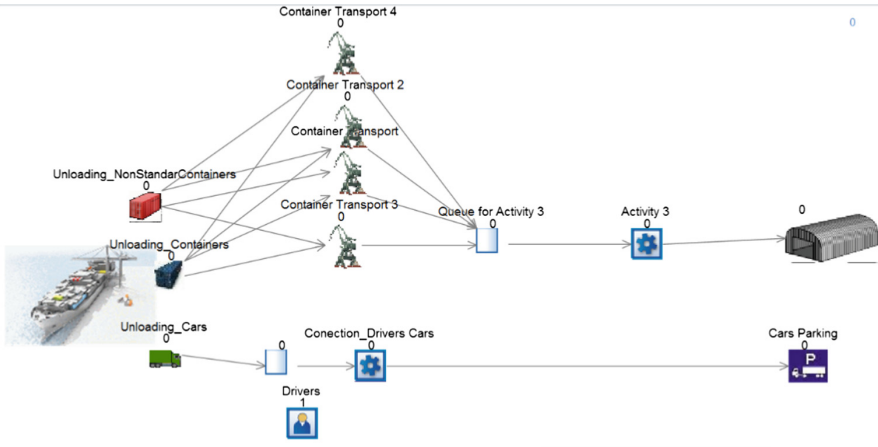 Container Transport 4
0
0
Container Transport 2
0
Container Transport
Unloading_NonStandarContainers
0
Container Transport 3
0
Queue for Activity 3
0
Activity 3
0
0
Unloading_Containers
0
Unloading_Cars
0
0
Conection_Drivers Cars
0
Cars Parking
0
P
Drivers
1